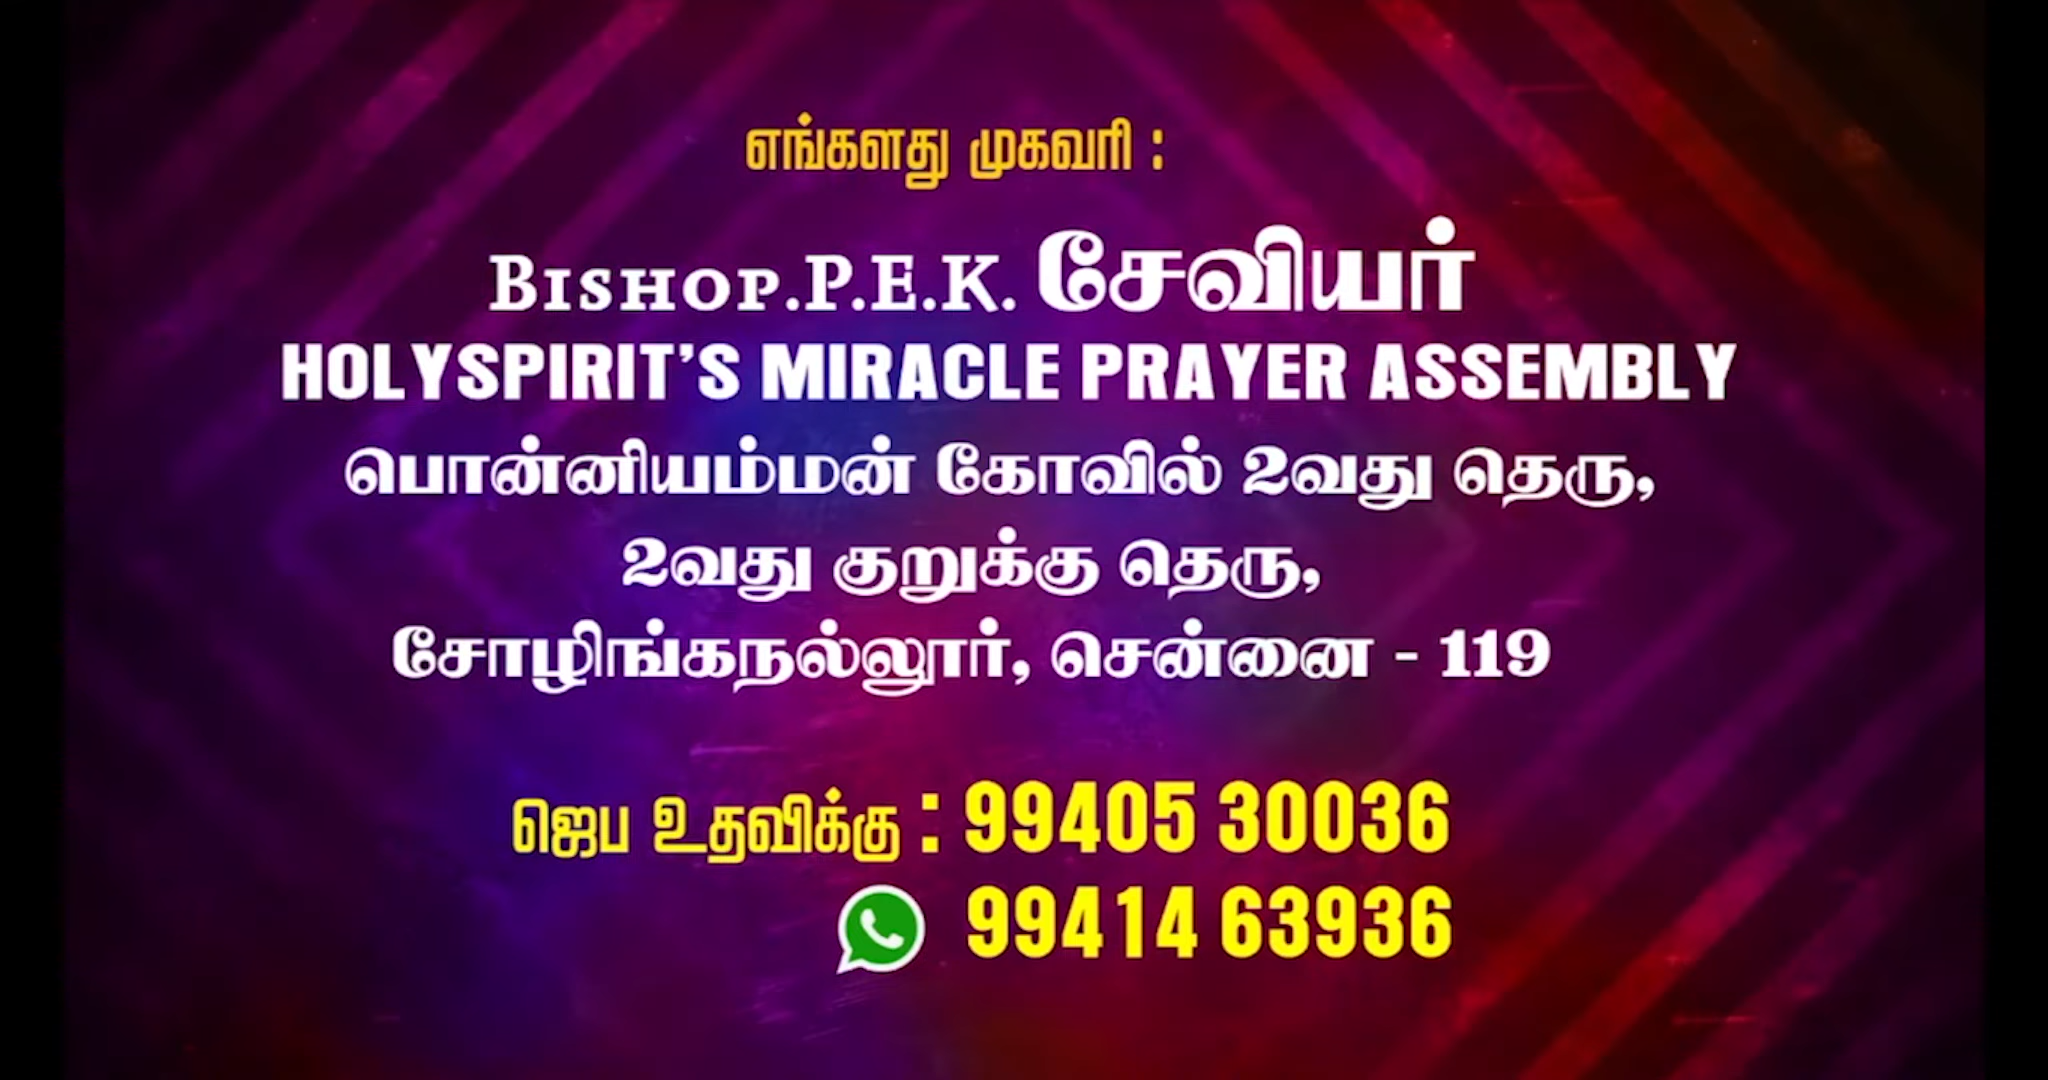 எங்களது முகவரி :
BISHOP.P.E.K. சேவியர்
HOLYSPIRIT'S MIRACLE PRAYER ASSEMBLY
பொன்னியம்மன் கோவில் 2வது தெரு,
2வது குறுக்கு தெரு,
சோழிங்கநல்லூர், சென்னை - 119
ஜெப உதவிக்கு : 99405 30036
99414 63936